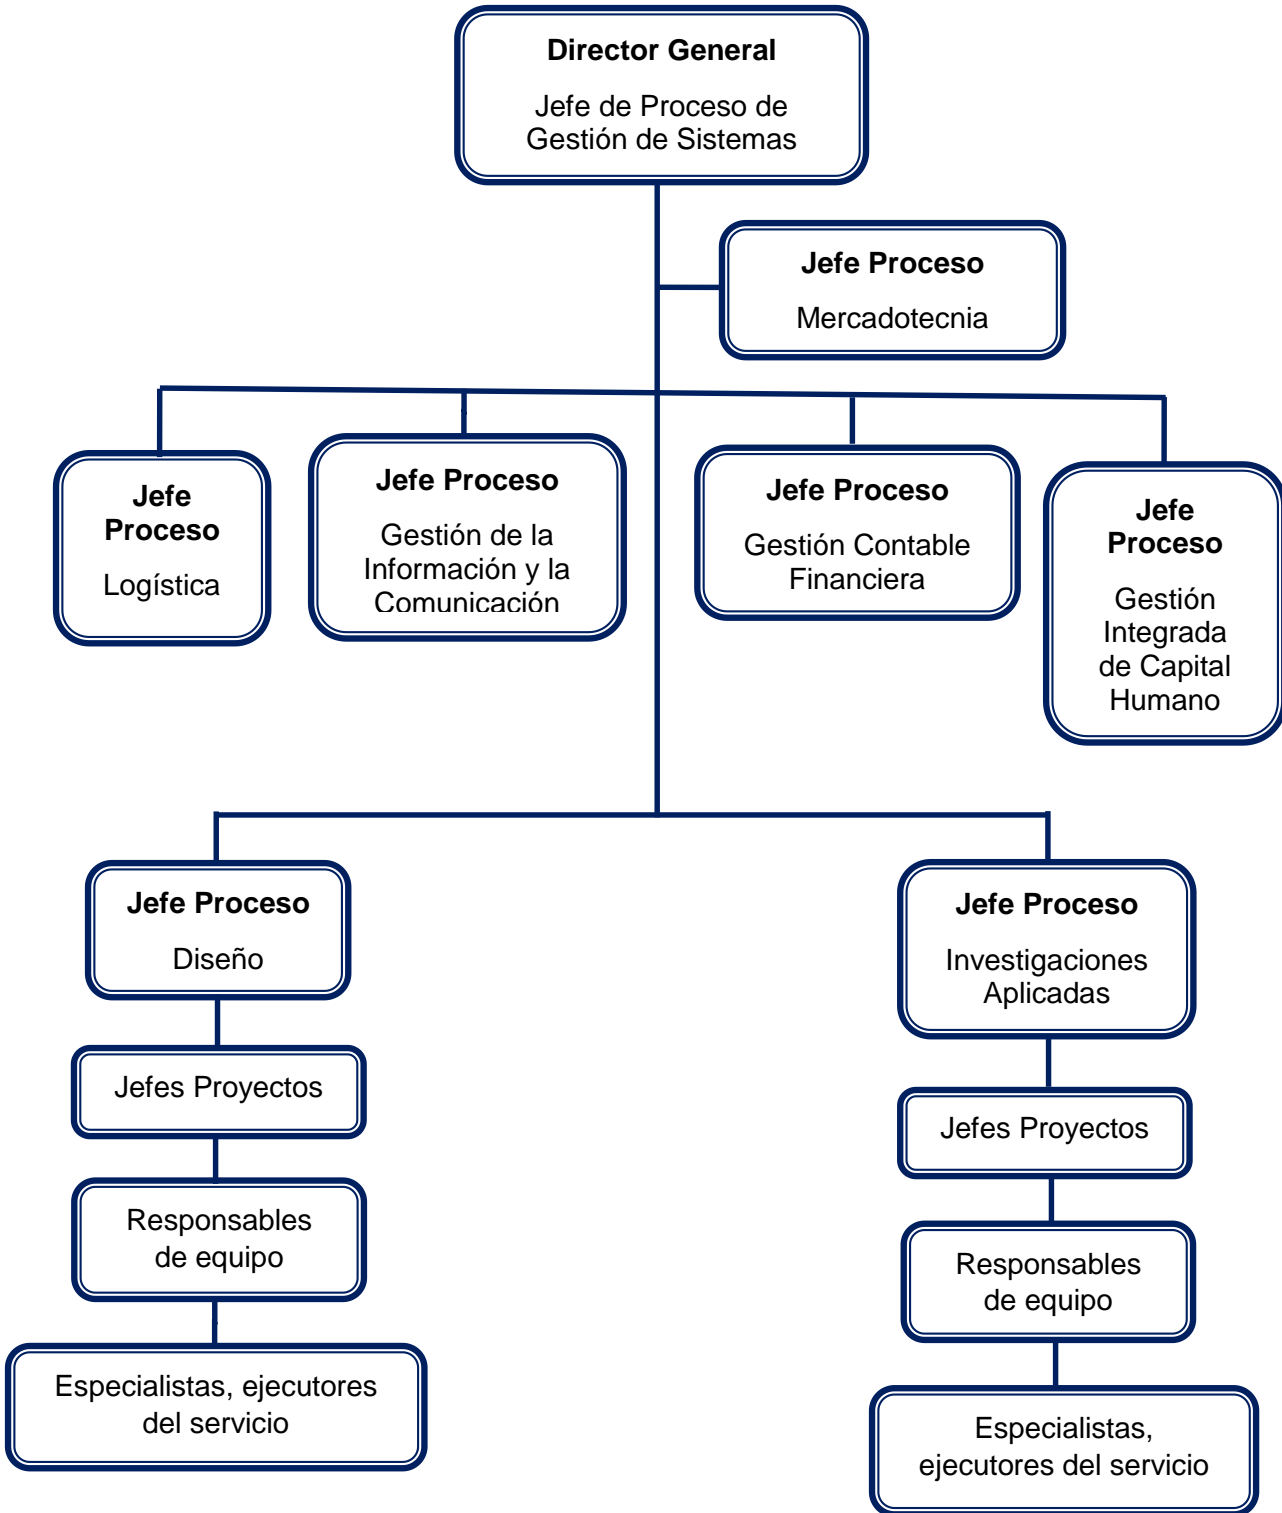 Director General
Jefe de Proceso de
Gestión de Sistemas
Jefe Proceso
Mercadotecnia
Jefe
Proceso
Logística
Jefe Proceso
Gestión de la
Información y la
Comunicación
Jefe Proceso
Gestión Contable
Financiera
Jefe
Proceso
Gestión
Integrada
de Capital
Humano
Jefe Proceso
Diseño
Jefes Proyectos
Responsables
de equipo
Especialistas, ejecutores
del servicio
Jefe Proceso
Investigaciones
Aplicadas
Jefes Proyectos
Responsables
de equipo
Especialistas,
ejecutores del servicio